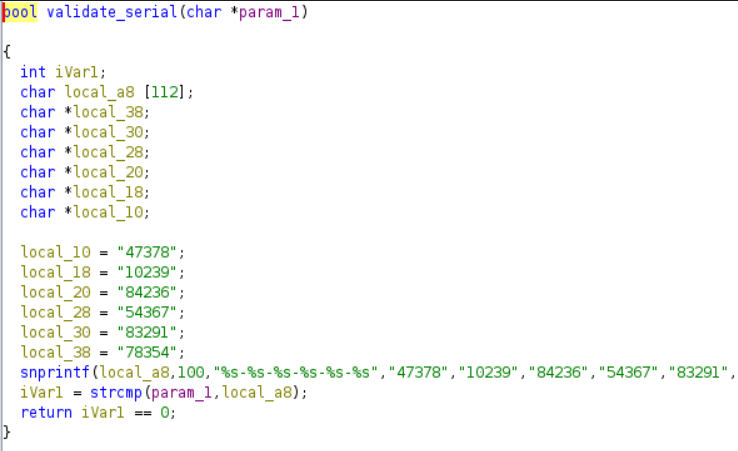 bool validate_serial(char *param_1)
{
int iVar1;
char local_a8 [112];
char *local_38;
char *local_30;
char *local_28;
char *local_20;
char *local_18;
char *local_10;
local_10 = "47378";
local_18 = "10239";
local_20 = "84236";
local_28 = "54367";
local_30 = "83291";
local_38 = "78354";
snprintf(local_a8,100,"%s-%s-%s-%s-%s-%s","47378","10239","84236","54367","83291",
iVar1 = strcmp(param_1,local_a8);
return iVar1 == 0;
}